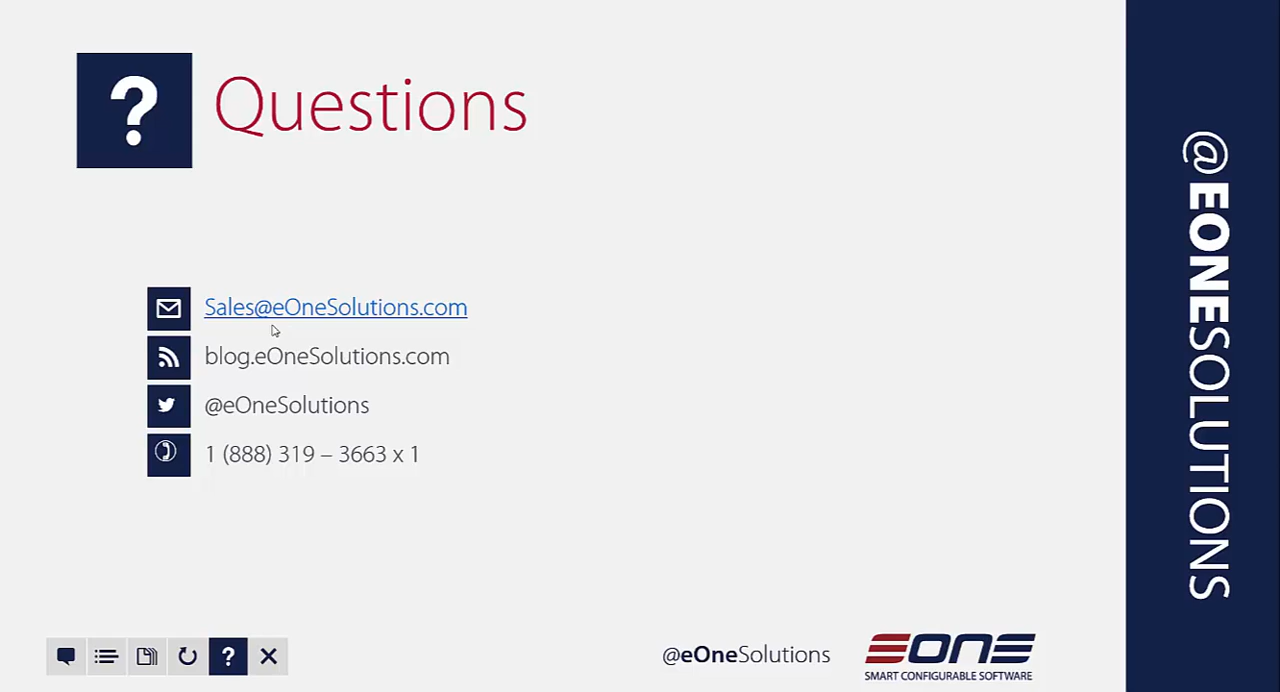 ?
Questions
Sales@eOneSolutions.com
blog.eOneSolutions.com
@eOneSolutions
1 (888) 319 – 3663 x 1
@EONESOLUTIONS
?
@eOneSolutions
EONE
SMART CONFIGURABLE SOFTWARE